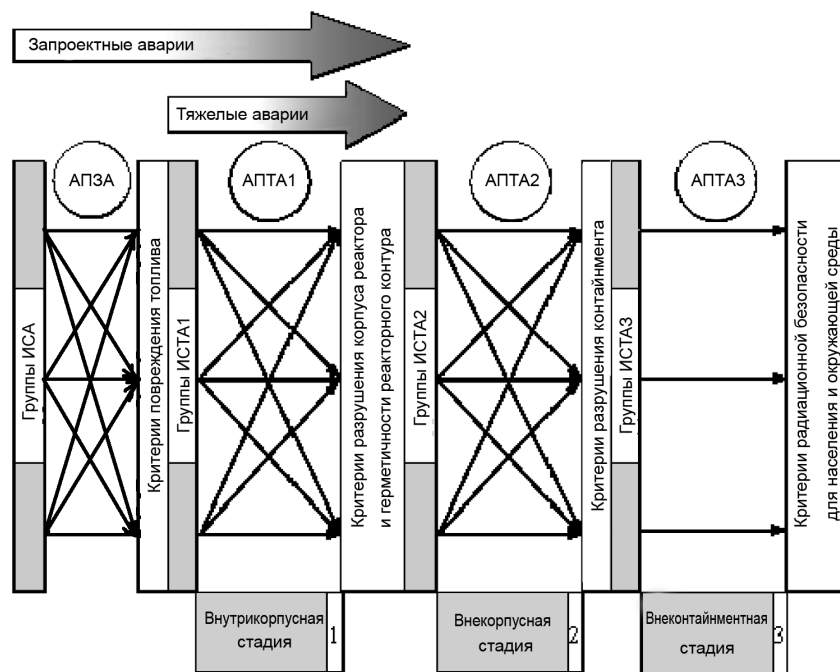 Запроектные аварии
Тяжелые аварии
АПЗА
АПТА1
АПТА2
АПТА3
Группы ИСА
Критерии повреждения топлива
Группы ИСТА1
Критерии разрушения корпуса реактора
и герметичности реакторного контура
Группы ИСТА2
Критерии разрушения контайнмента
Группы ИСТА3
Критерии радиационной безопасности
для населения и окружающей среды
Внутрикорпусная
стадия
1
Внекорпусная
стадия
2
Внеконтайнментная
стадия
3